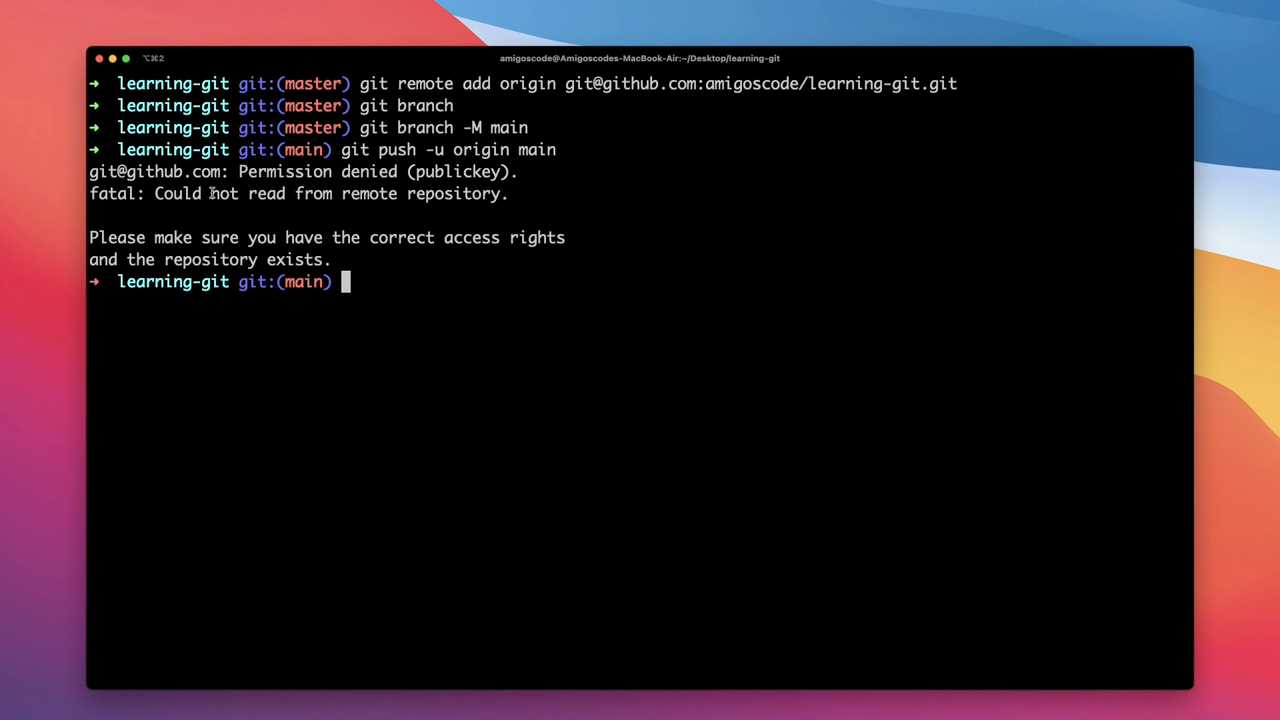 ⌥⌘2
amigoscode@Amigoscodes-MacBook-Air:~/Desktop/learning-git
➜ learning-git git:(master) git remote add origin git@github.com:amigoscode/learning-git.git
➜ learning-git git:(master) git branch
➜ learning-git git:(master) git branch -M main
➜ learning-git git:(main) git push -u origin main
git@github.com: Permission denied (publickey).
fatal: Could not read from remote repository.
Please make sure you have the correct access rights
and the repository exists.
➜ learning-git git:(main)